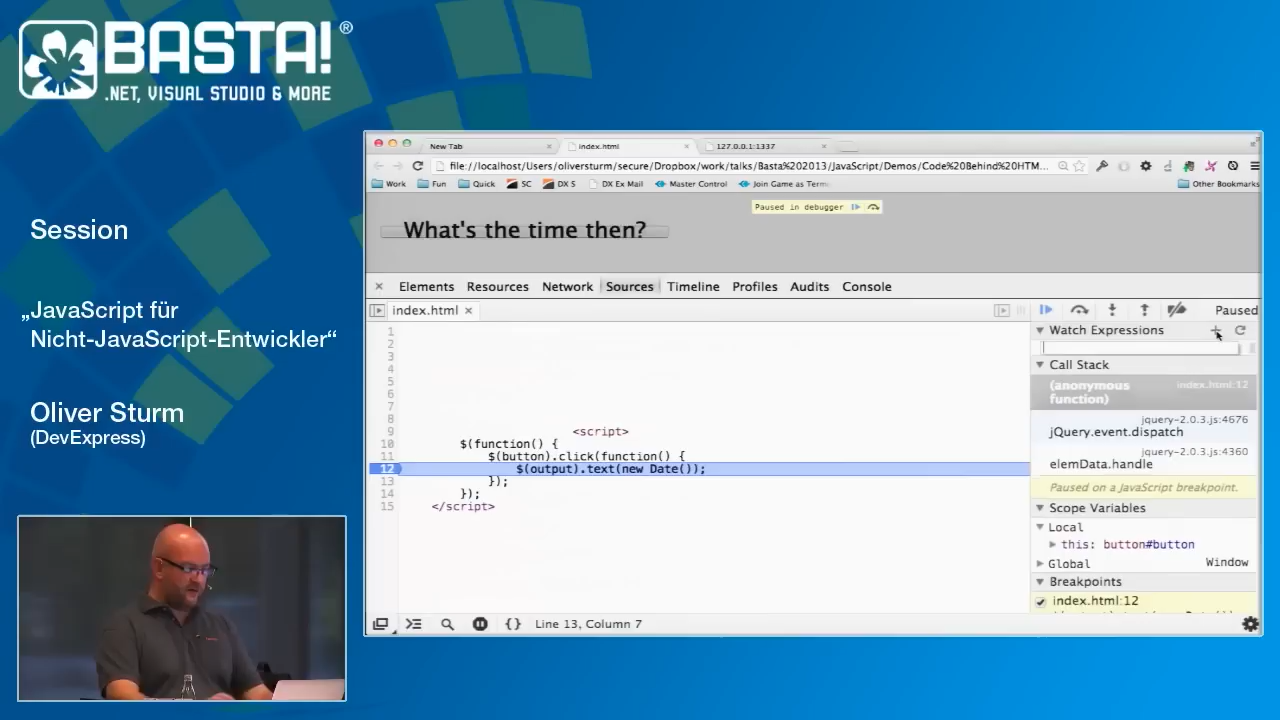 BASTA!®
.NET, VISUAL STUDIO & MORE
Session
„JavaScript für
Nicht-JavaScript-Entwickler“
Oliver Sturm
(DevExpress)
New Tab
index.html
127.0.0.1:1337
file://localhost/Users/oliversturm/secure/Dropbox/work/talks/Basta%202013/JavaScript/Demos/Code%20Behind%20HTM...
Work Fun Quick SC DX S DX Ex Mail Master Control Join Game as Term Other Bookmarks
Paused in debugger
What's the time then?
Elements Resources Network Sources Timeline Profiles Audits Console
index.html
Paused
1
2
3
4
5
6
7
8
9 <script>
10 $(function() {
11 $(button).click(function() {
12 $(output).text(new Date());
13 });
14 });
15 </script>
Watch Expressions
Call Stack
(anonymous function) index.html:12
jquery-2.0.3.js:4676
jQuery.event.dispatch
jquery-2.0.3.js:4360
elemData.handle
Paused on a JavaScript breakpoint.
Scope Variables
Local
this: button#button
Global Window
Breakpoints
index.html:12
{} Line 13, Column 7